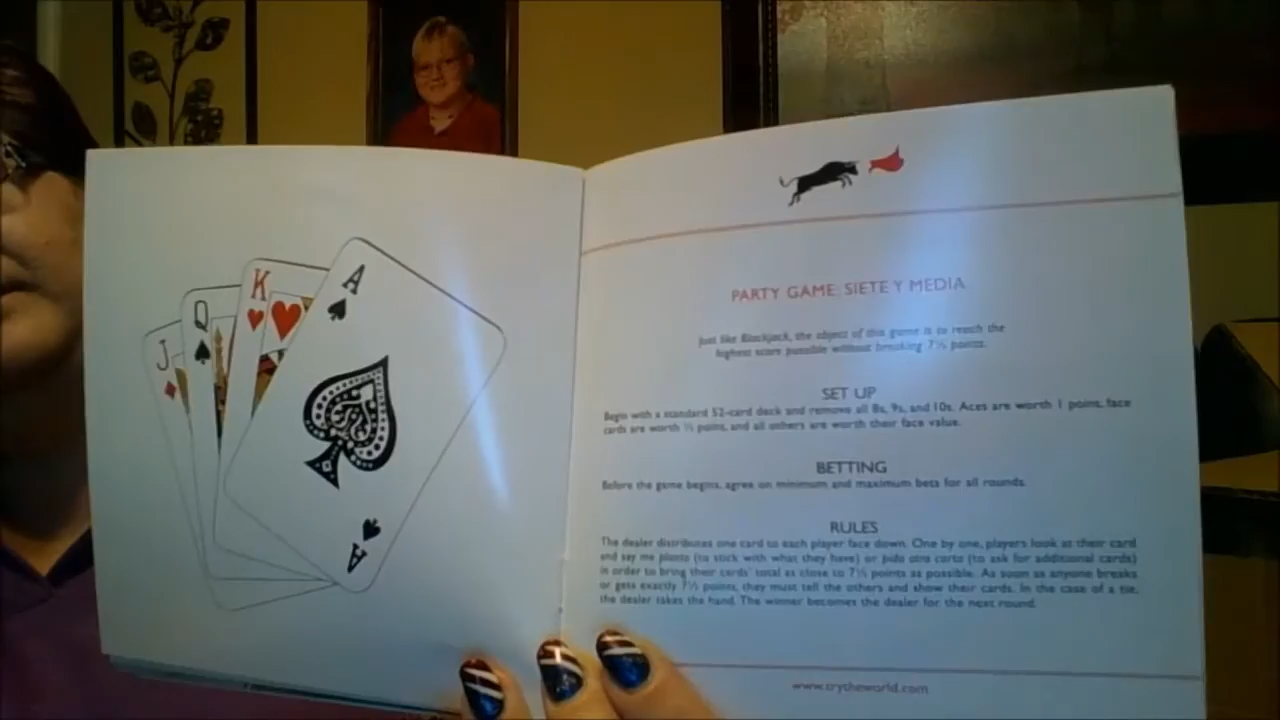 J
Q
K
A
A
PARTY GAME: SIETE Y MEDIA
Just like Blackjack, the object of this game is to reach the
highest score possible without breaking 7½ points.
SET UP
Begin with a standard 52-card deck and remove all 8s, 9s, and 10s. Aces are worth 1 point, face
cards are worth ½ point, and all others are worth their face value.
BETTING
Before the game begins, agree on minimum and maximum bets for all rounds.
RULES
The dealer distributes one card to each player face down. One by one, players look at their card
and say me planto (to stick with what they have) or pido otra carta (to ask for additional cards)
in order to bring their cards' total as close to 7½ points as possible. As soon as anyone breaks
or gets exactly 7½ points, they must tell the others and show their cards. In the case of a tie,
the dealer takes the hand. The winner becomes the dealer for the next round.
www.trytheworld.com